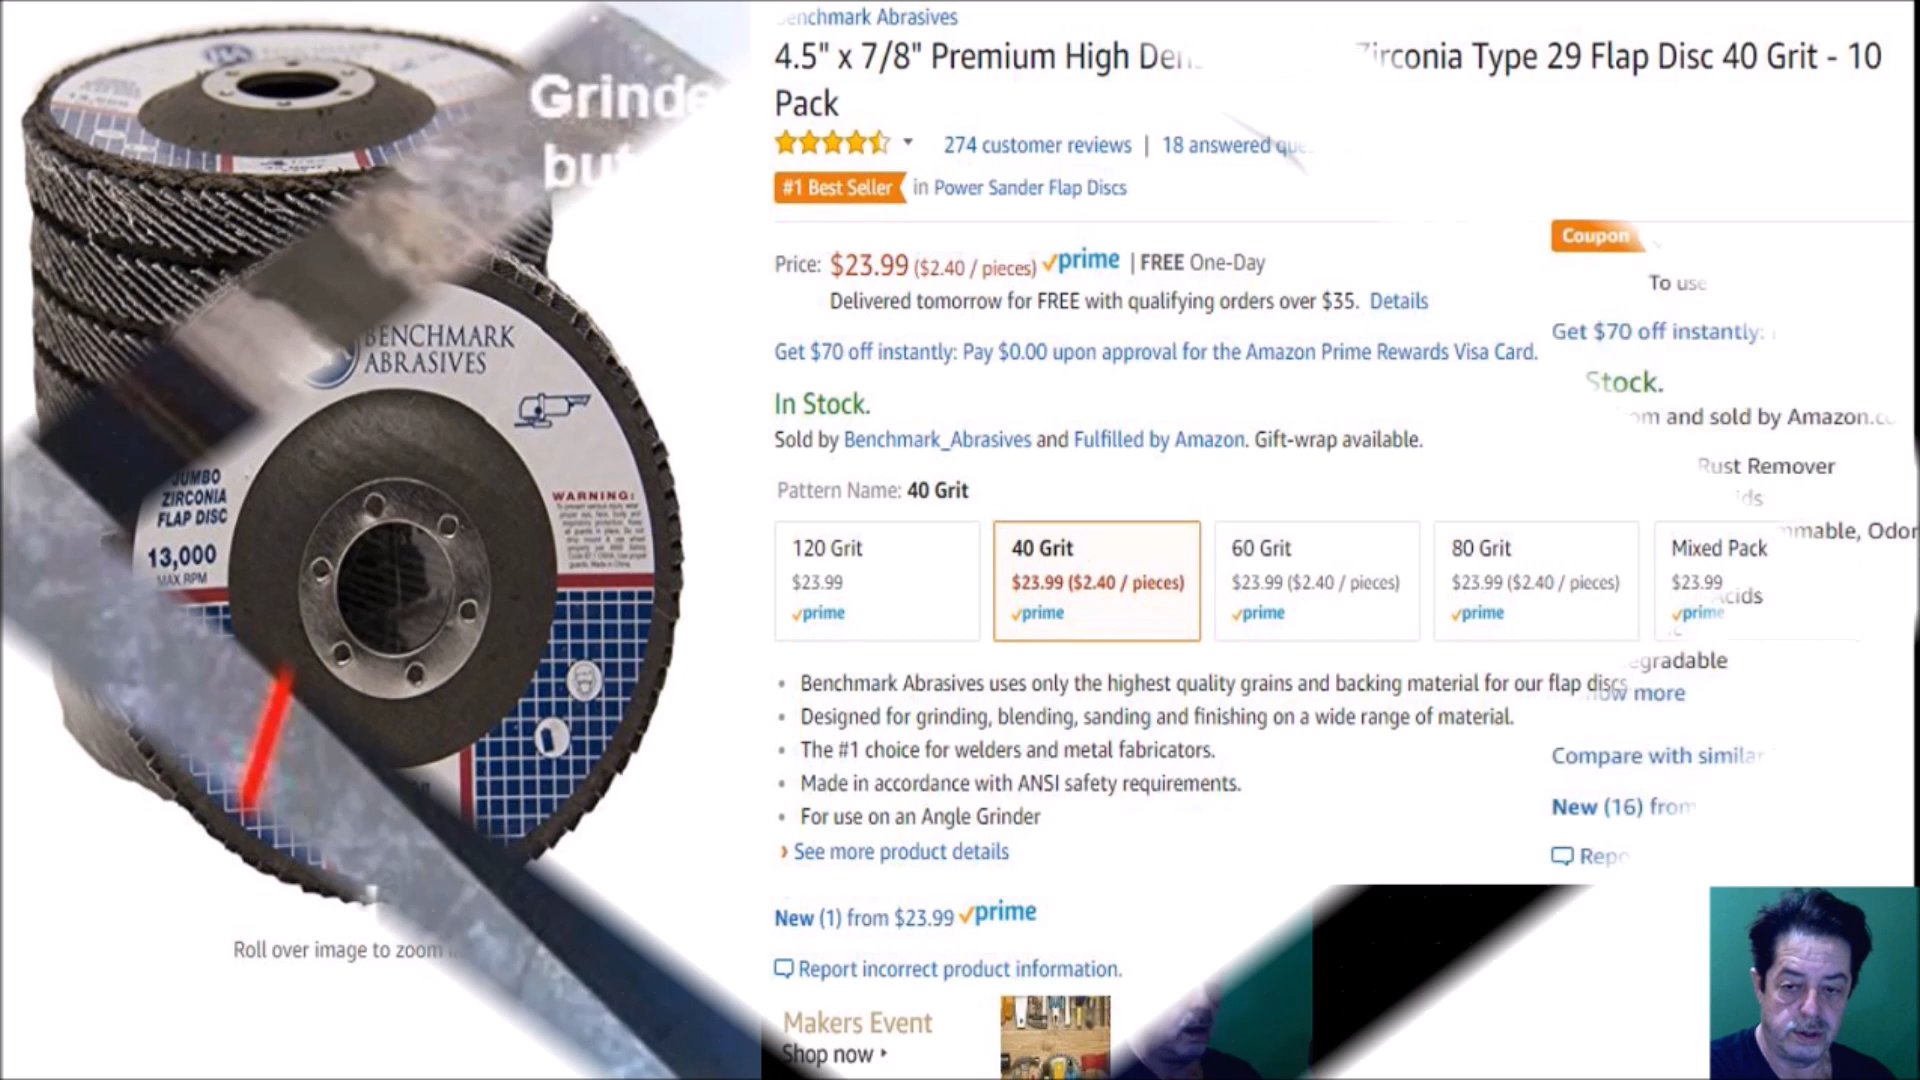 Benchmark Abrasives
4.5" x 7/8" Premium High Zirconia Type 29 Flap Disc 40 Grit - 10
Pack
274 customer reviews | 18 answered
#1 Best Seller in Power Sander Flap Discs
Price: $23.99 ($2.40 / pieces) prime | FREE One-Day
Delivered tomorrow for FREE with qualifying orders over $35. Details
Get $70 off instantly: Pay $0.00 upon approval for the Amazon Prime Rewards Visa Card.
In Stock.
Sold by Benchmark_Abrasives and Fulfilled by Amazon. Gift-wrap available.
Pattern Name: 40 Grit
120 Grit
$23.99
prime
40 Grit
$23.99 ($2.40 / pieces)
prime
60 Grit
$23.99 ($2.40 / pieces)
prime
80 Grit
$23.99 ($2.40 / pieces)
prime
Mixed Pack
$23.99
prime
• Benchmark Abrasives uses only the highest quality grains and backing material for our flap discs
• Designed for grinding, blending, sanding and finishing on a wide range of material.
• The #1 choice for welders and metal fabricators.
• Made in accordance with ANSI safety requirements.
• For use on an Angle Grinder
› See more product details
New (1) from $23.99 prime
Report incorrect product information.
Makers Event
Shop now
Coupon
To use
Get $70 off instantly:
Stock.
and sold by Amazon.
Rust Remover
more
Compare with similar
New (16) from
BENCHMARK
ABRASIVES
JUMBO
ZIRCONIA
FLAP DISC
13,000
MAX RPM
WARNING:
Roll over image to zoom